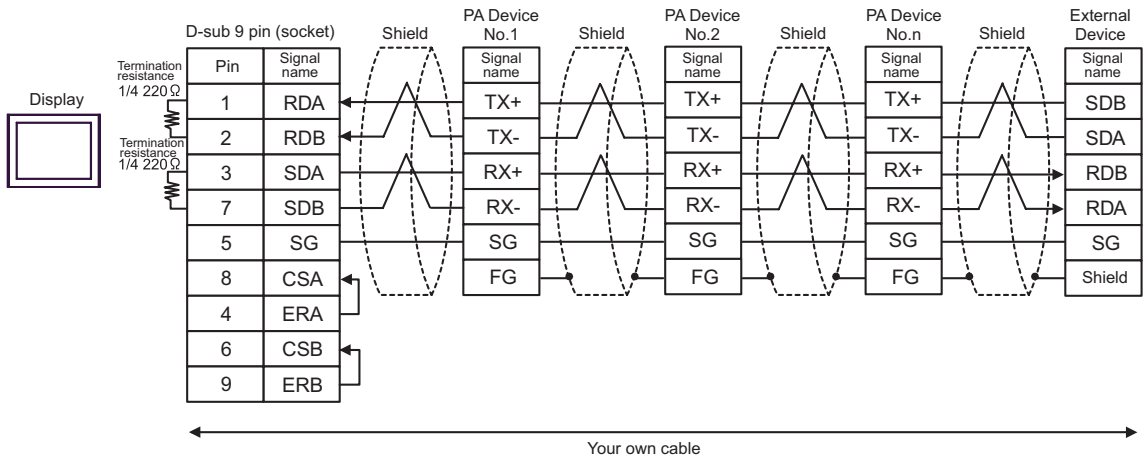 D-sub 9 pin (socket) Shield PA Device No.1 Shield PA Device No.2 Shield PA Device No.n Shield External Device
Display
Termination resistance 1/4 220Ω
Termination resistance 1/4 220Ω
Pin Signal name Signal name Signal name Signal name Signal name
1 RDA TX+ TX+ TX+ SDB
2 RDB TX- TX- TX- SDA
3 SDA RX+ RX+ RX+ RDB
7 SDB RX- RX- RX- RDA
5 SG SG SG SG SG
8 CSA FG FG FG Shield
4 ERA
6 CSB
9 ERB
Your own cable